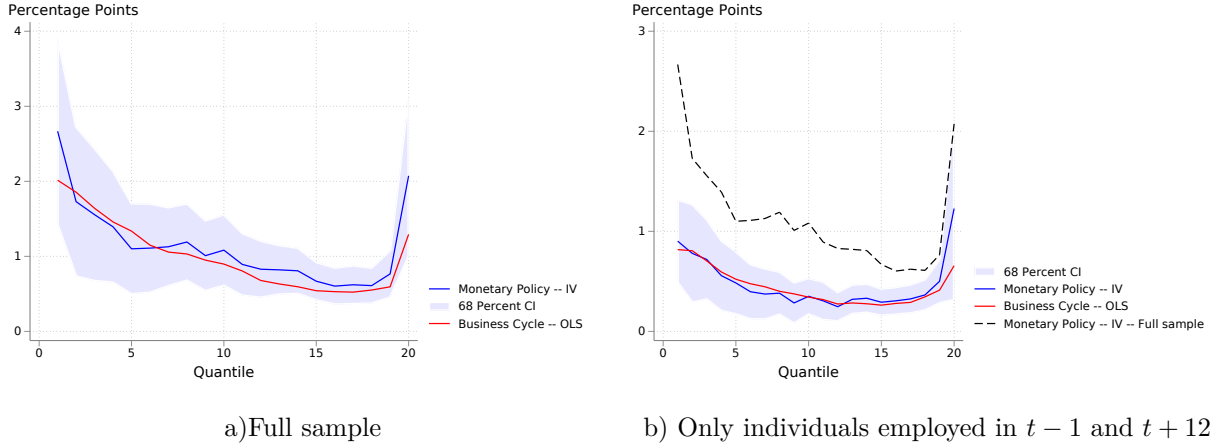 Percentage Points
4
3
2
1
0
0
5
10
15
20
Quantile
Monetary Policy -- IV
68 Percent CI
Business Cycle -- OLS
a)Full sample
Percentage Points
3
2
1
0
0
5
10
15
20
Quantile
68 Percent CI
Monetary Policy -- IV
Business Cycle -- OLS
Monetary Policy -- IV -- Full sample
b) Only individuals employed in t − 1 and t + 12